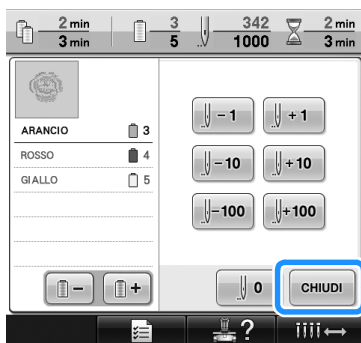 2 min 3 342 2 min
3 min 5 1000 3 min
ARANCIO 3
ROSSO 4
GIALLO 5
−1 +1
−10 +10
−100 +100
− +
0 CHIUDI
?